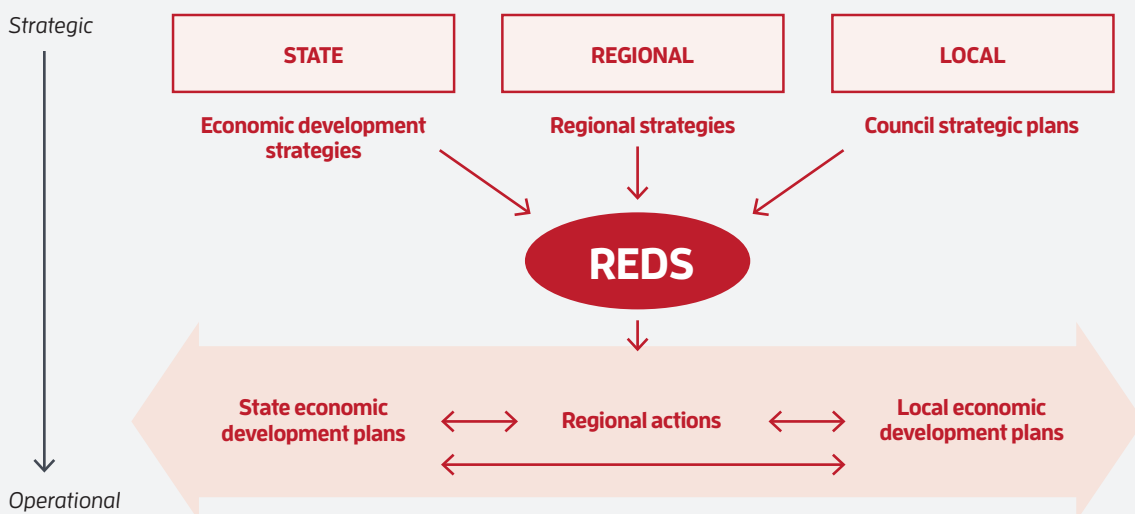 Strategic
STATE
REGIONAL
LOCAL
Economic development
strategies
Regional strategies
Council strategic plans
REDS
State economic
development plans
Regional actions
Local economic
development plans
Operational